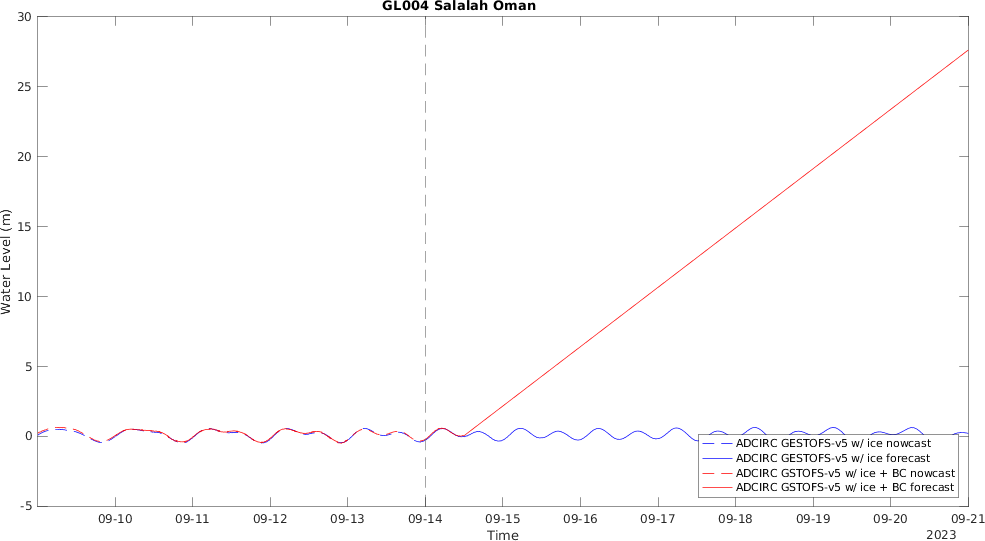 GL004 Salalah Oman
30
25
20
15
10
5
0
-5
Water Level (m)
ADCIRC GESTOFS-v5 w/ ice nowcast
ADCIRC GESTOFS-v5 w/ ice forecast
ADCIRC GSTOFS-v5 w/ ice + BC nowcast
ADCIRC GSTOFS-v5 w/ ice + BC forecast
09-10 09-11 09-12 09-13 09-14 09-15 09-16 09-17 09-18 09-19 09-20 09-21
Time
2023